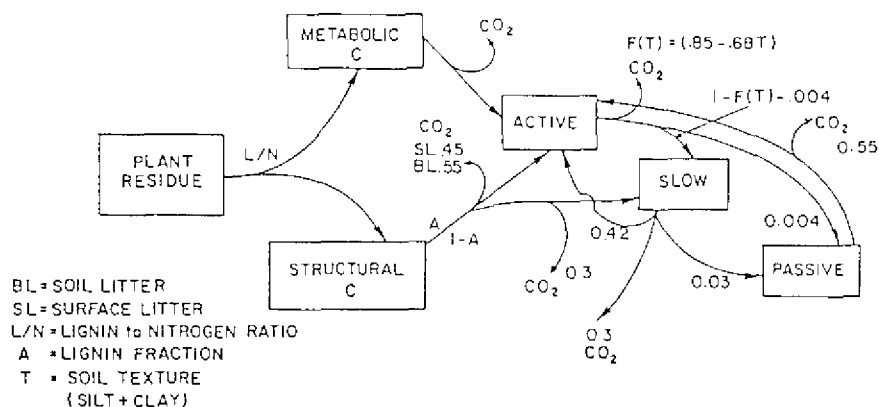 METABOLIC
C
CO2
F(T) = (.85-.68T)
CO2
1-F(T)-.004
ACTIVE
CO2
0.55
PLANT
RESIDUE
L/N
CO2
SL.45
BL.55
SLOW
A
1-A
0.42
0.004
STRUCTURAL
C
CO2
0.3
0.03
PASSIVE
0.3
CO2
BL = SOIL LITTER
SL = SURFACE LITTER
L/N = LIGNIN to NITROGEN RATIO
A = LIGNIN FRACTION
T = SOIL TEXTURE
(SILT + CLAY)